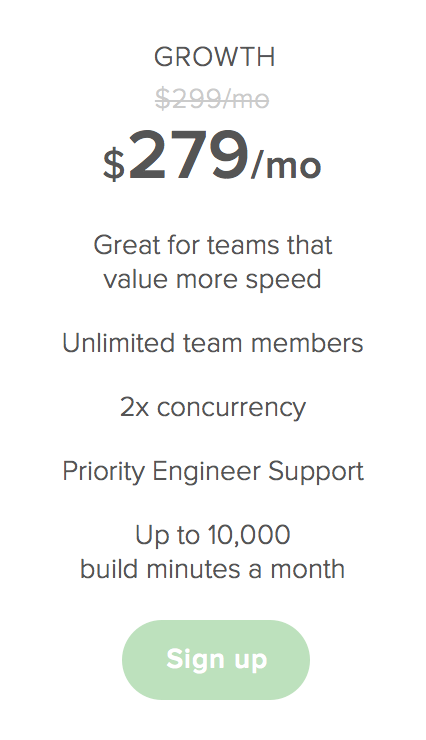 GROWTH
$299/mo
$279/mo
Great for teams that
value more speed
Unlimited team members
2x concurrency
Priority Engineer Support
Up to 10,000
build minutes a month
Sign up